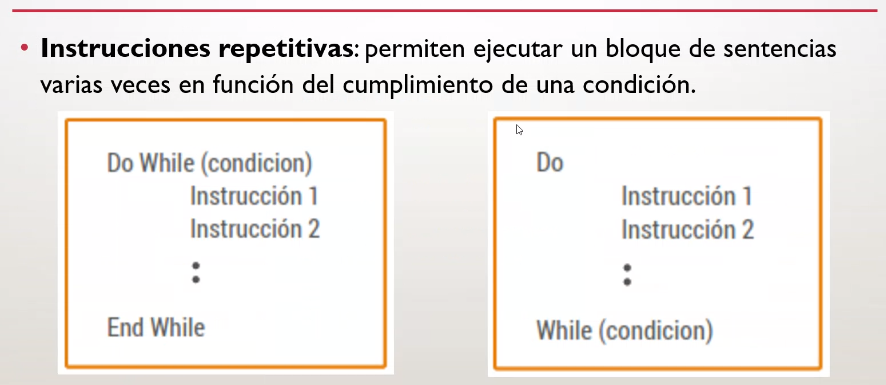 • Instrucciones repetitivas: permiten ejecutar un bloque de sentencias
varias veces en función del cumplimiento de una condición.
Do While (condicion)
Instrucción 1
Instrucción 2
:
End While
Do
Instrucción 1
Instrucción 2
:
While (condicion)